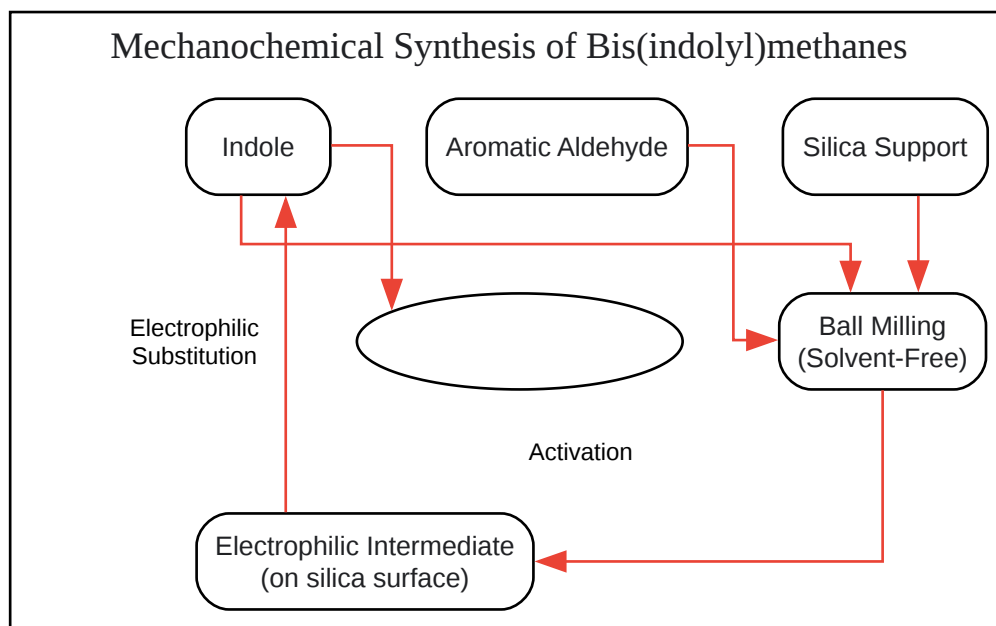 Mechanochemical Synthesis of Bis(indolyl)methanes
Indole
Aromatic Aldehyde
Silica Support
Electrophilic
Substitution
Ball Milling
(Solvent-Free)
Activation
Electrophilic Intermediate
(on silica surface)